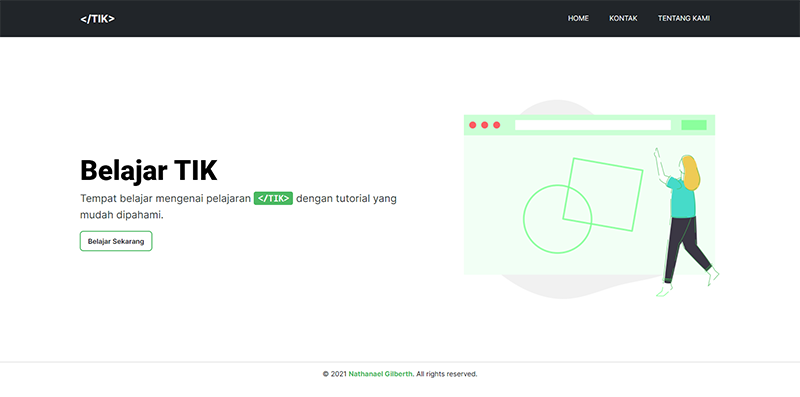 </TIK>
HOME KONTAK TENTANG KAMI
Belajar TIK
Tempat belajar mengenai pelajaran </TIK> dengan tutorial yang
mudah dipahami.
Belajar Sekarang
© 2021 Nathanael Gilberth. All rights reserved.